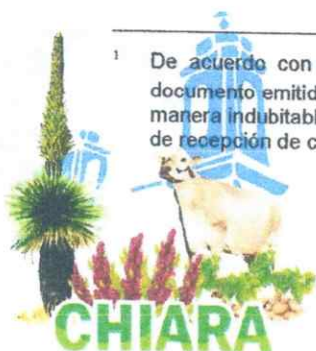 1 De acuerdo con
documento emitid
manera indubitabl
de recepción de c
CHIARA